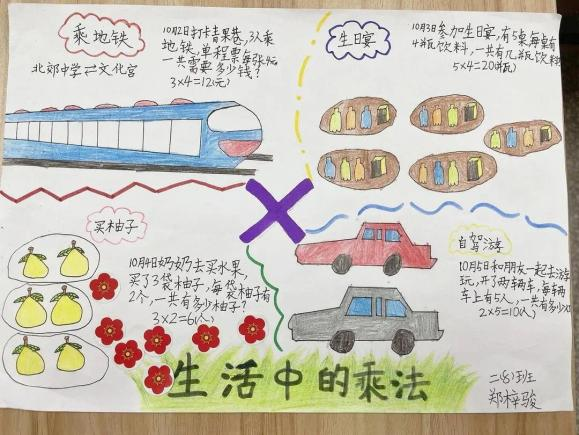 乘地铁
10月2日打卡青果巷,3人乘
地铁,单程票每张4元
一共需要多少钱?
3×4=12(元)
北郊中学⇌文化宫
生日宴
10月3日参加生日宴,有5桌每桌有
4瓶饮料,一共有几瓶饮料
5×4=20(瓶)
买柚子
10月4日奶奶去买水果,
买了3袋柚子,每袋柚子有
2个,一共有多少柚子?
3×2=6(个)
自驾游
10月5日和朋友一起去游
玩,开了两辆车,每辆
车上有5人,一共有多少人?
2×5=10(人)
生活中的乘法
二(8)班
郑梓骏